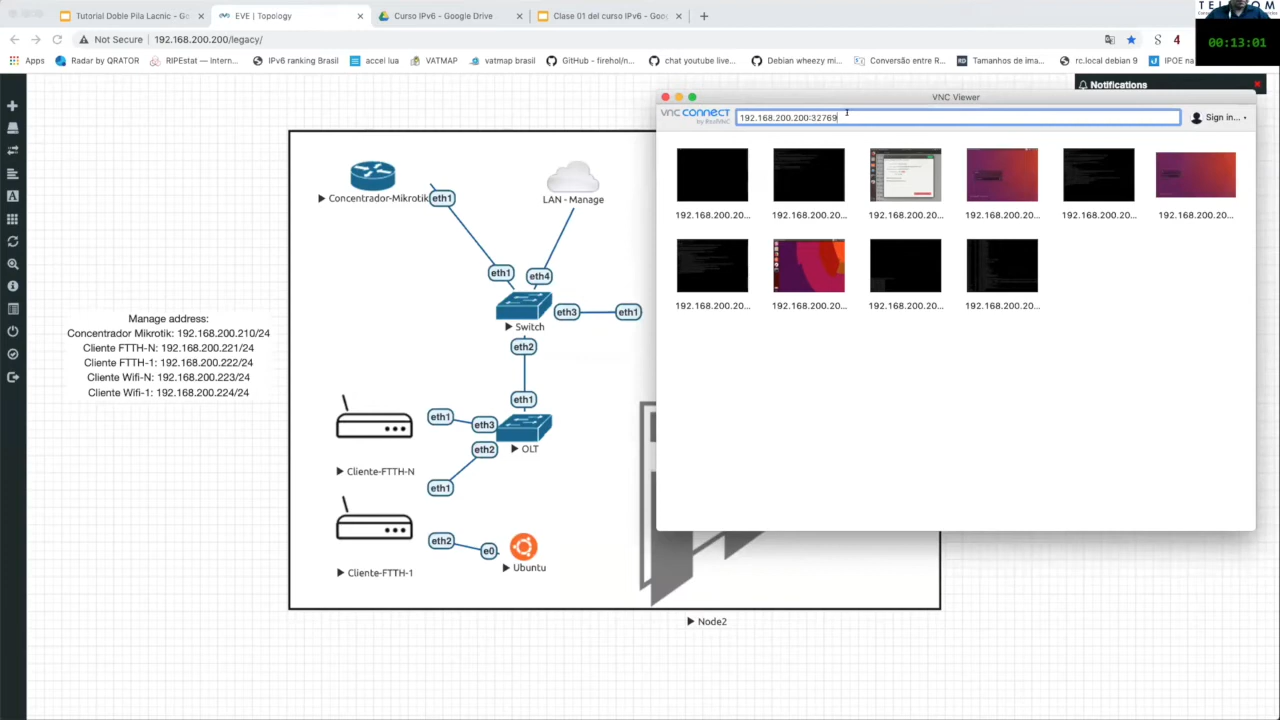 Tutorial Doble Pila Lacnic - Go
EVE | Topology
Curso IPv6 - Google Drive
Clase 01 del curso IPv6 - Goog
Not Secure
192.168.200.200/legacy/
00:13:01
Apps
Radar by QRATOR
RIPEstat — Intern...
IPv6 ranking Brasil
accel lua
VATMAP
vatmap brasil
GitHub - firehol/n...
chat youtube live...
Debian wheezy mi...
Conversão entre R...
Tamanhos de ima...
rc.local debian 9
IPOE na
Notifications
VNC Viewer
vnc connect
by RealVNC
192.168.200.200:32769
Sign in...
192.168.200.20...
192.168.200.20...
192.168.200.20...
192.168.200.20...
192.168.200.20...
192.168.200.20...
192.168.200.20...
192.168.200.20...
192.168.200.20...
192.168.200.20...
Concentrador-Mikrotik
eth1
LAN - Manage
eth1
eth4
eth3
eth1
Switch
eth2
Manage address:
Concentrador Mikrotik: 192.168.200.210/24
Cliente FTTH-N: 192.168.200.221/24
Cliente FTTH-1: 192.168.200.222/24
Cliente Wifi-N: 192.168.200.223/24
Cliente Wifi-1: 192.168.200.224/24
eth1
eth1
eth3
eth2
OLT
Cliente-FTTH-N
eth1
eth2
e0
Ubuntu
Cliente-FTTH-1
Node2